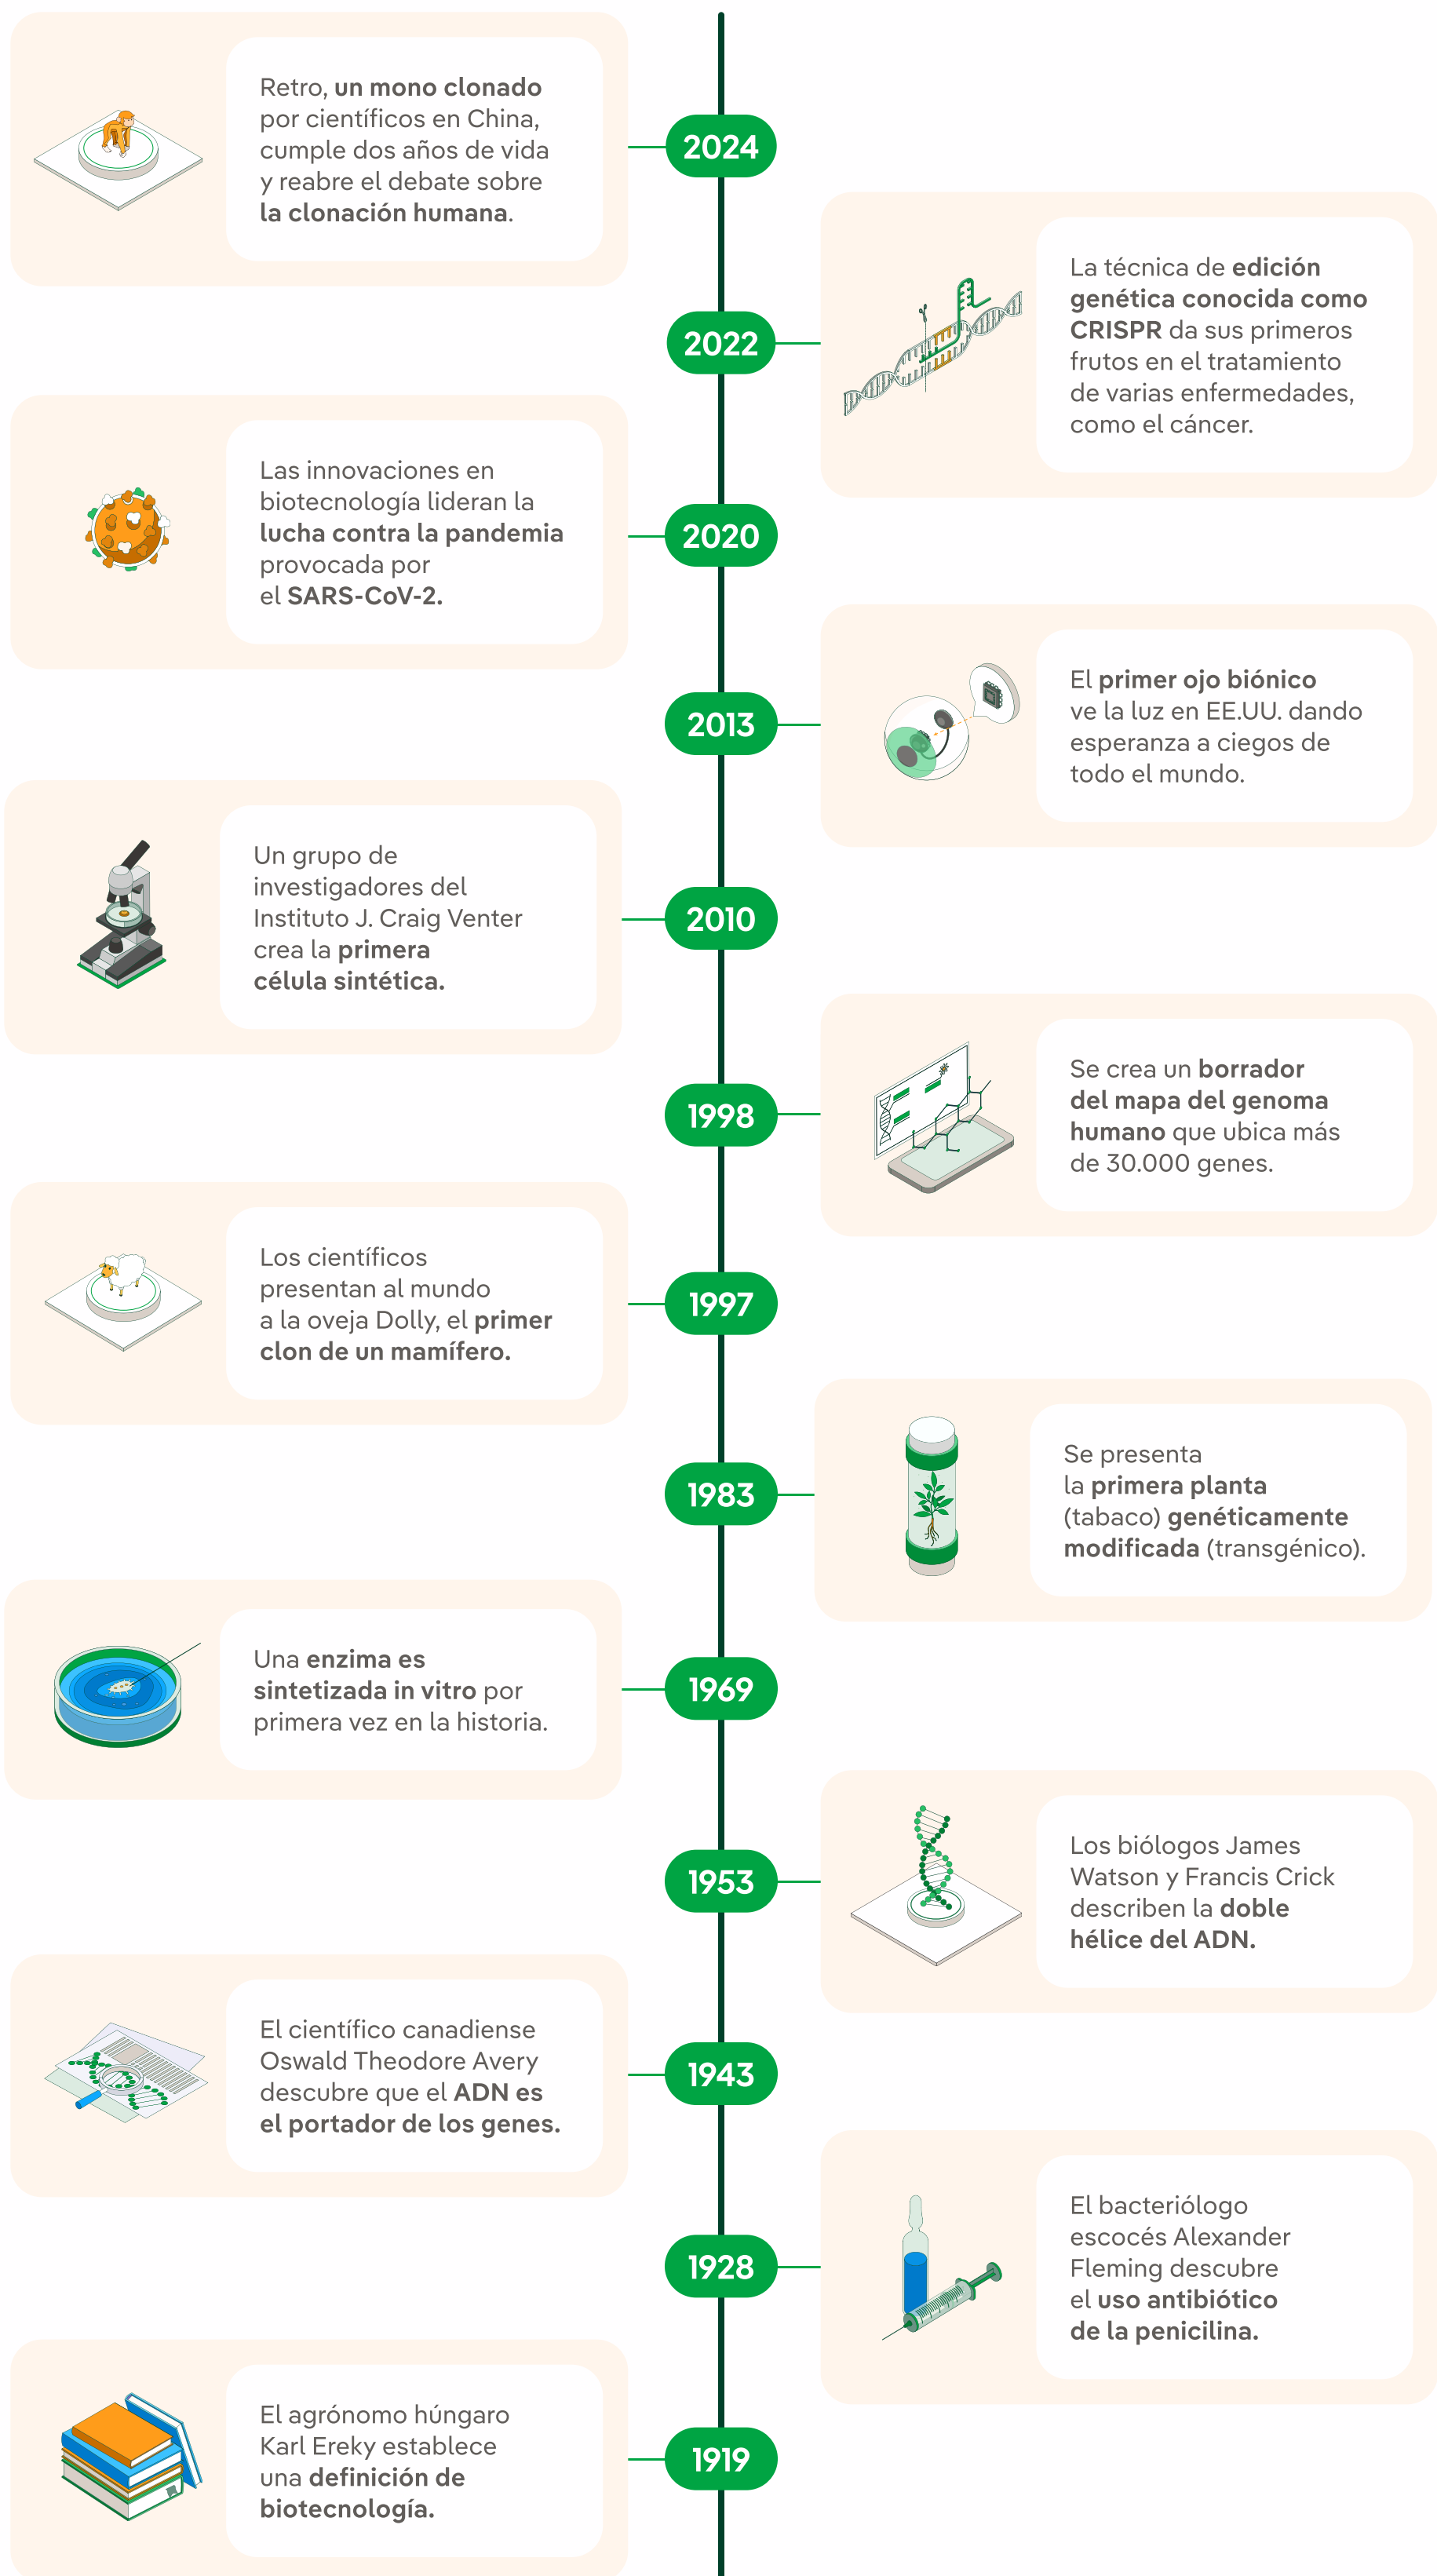 Retro, un mono clonado
por científicos en China,
cumple dos años de vida
y reabre el debate sobre
la clonación humana.
2024
La técnica de edición
genética conocida como
CRISPR da sus primeros
frutos en el tratamiento
de varias enfermedades,
como el cáncer.
2022
Las innovaciones en
biotecnología lideran la
lucha contra la pandemia
provocada por
el SARS-CoV-2.
2020
El primer ojo biónico
ve la luz en EE.UU. dando
esperanza a ciegos de
todo el mundo.
2013
Un grupo de
investigadores del
Instituto J. Craig Venter
crea la primera
célula sintética.
2010
Se crea un borrador
del mapa del genoma
humano que ubica más
de 30.000 genes.
1998
Los científicos
presentan al mundo
a la oveja Dolly, el primer
clon de un mamífero.
1997
Se presenta
la primera planta
(tabaco) genéticamente
modificada (transgénico).
1983
Una enzima es
sintetizada in vitro por
primera vez en la historia.
1969
Los biólogos James
Watson y Francis Crick
describen la doble
hélice del ADN.
1953
El científico canadiense
Oswald Theodore Avery
descubre que el ADN es
el portador de los genes.
1943
El bacteriólogo
escocés Alexander
Fleming descubre
el uso antibiótico
de la penicilina.
1928
El agrónomo húngaro
Karl Ereky establece
una definición de
biotecnología.
1919